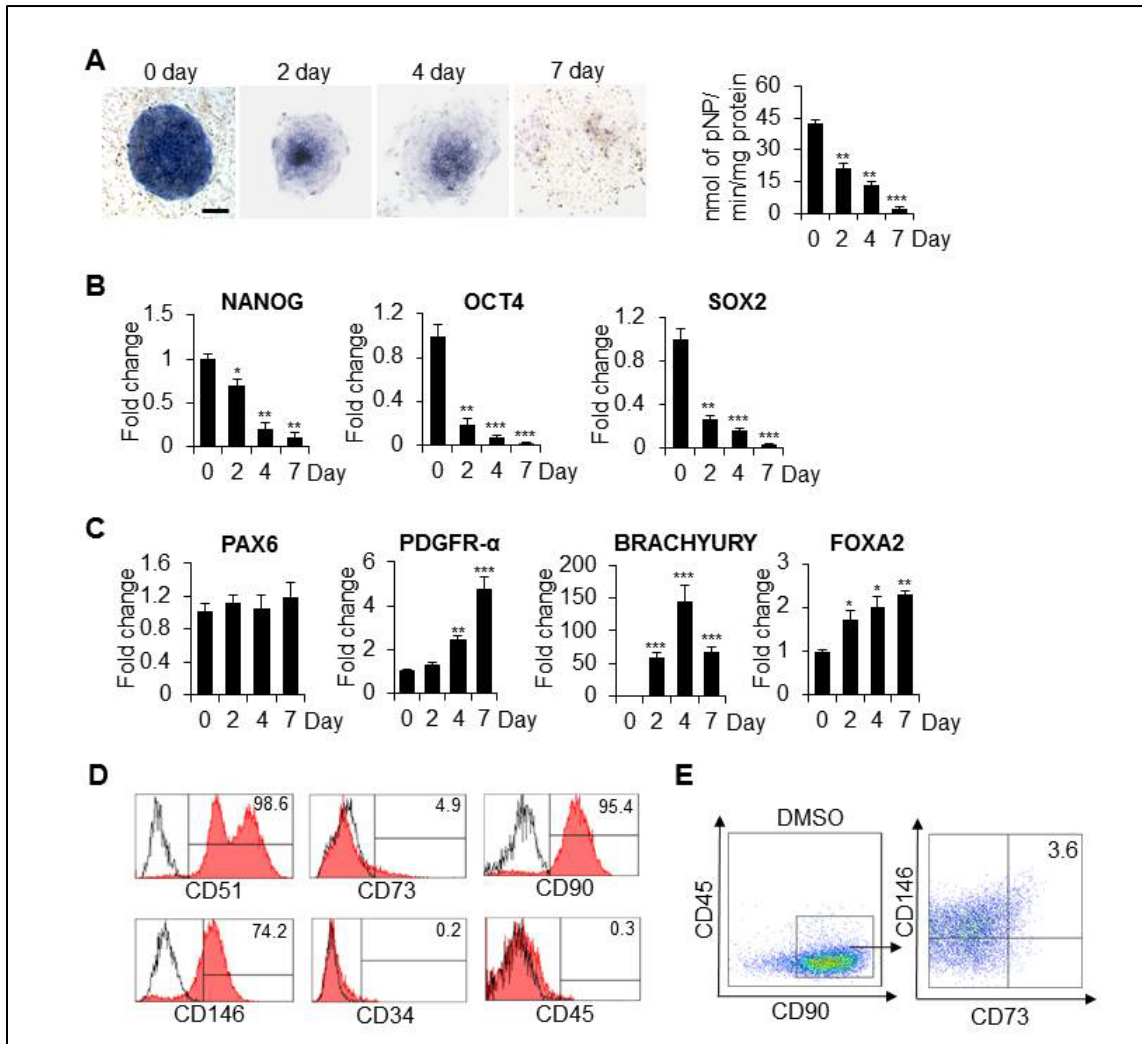 A
0 day 2 day 4 day 7 day
nmol of pNP/
min/mg protein
60
45
30
15
0
** ** ***
0 2 4 7 Day
B
NANOG
Fold change
1.5
1
0.5
0
* ** **
0 2 4 7 Day
OCT4
Fold change
1.2
0.8
0.4
0
** *** ***
0 2 4 7 Day
SOX2
Fold change
1.2
0.8
0.4
0
** *** ***
0 2 4 7 Day
C
PAX6
Fold change
1.6
1.2
0.8
0.4
0
0 2 4 7 Day
PDGFR-α
Fold change
6
4
2
0
** ***
0 2 4 7 Day
BRACHYURY
Fold change
200
150
100
50
0
*** *** ***
0 2 4 7 Day
FOXA2
Fold change
3
2
1
0
* * **
0 2 4 7 Day
D
98.6
CD51
4.9
CD73
95.4
CD90
74.2
CD146
0.2
CD34
0.3
CD45
E
DMSO
CD45
CD90
3.6
CD146
CD73